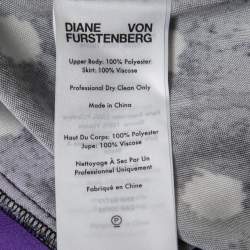 DIANE VON
FURSTENBERG
Upper Body: 100% Polyester
Skirt: 100% Viscose
Professional Dry Clean Only
Made in China
Haut Du Corps: 100% Polyester
Jupe: 100% Viscose
Nettoyage À Sec Par Un
Professionnel Uniquement
Fabriqué en Chine
P